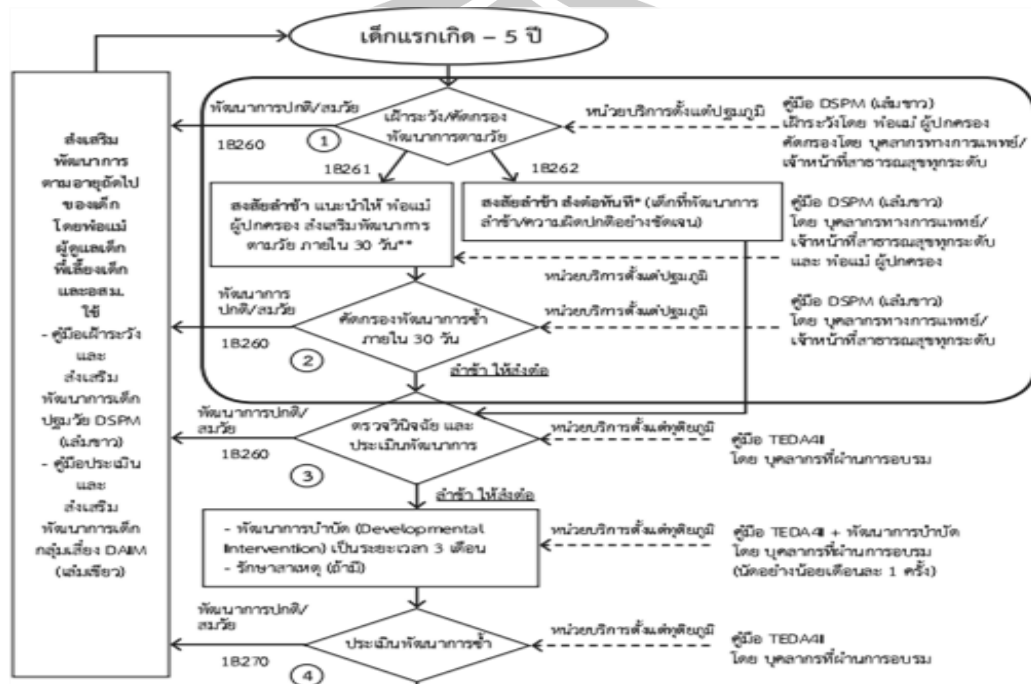 เด็กแรกเกิด – 5 ปี
ส่งเสริม
พัฒนาการ
ตามอายุถัดไป
ของเด็ก
โดยพ่อแม่
ผู้ดูแลเด็ก
พี่เลี้ยงเด็ก
และอสม.
ใช้
- คู่มือเฝ้าระวัง
และ
ส่งเสริม
พัฒนาการเด็ก
ปฐมวัย DSPM
(เล่มขาว)
- คู่มือประเมิน
และ
ส่งเสริม
พัฒนาการเด็ก
กลุ่มเสี่ยง DAIM
(เล่มเขียว)
พัฒนาการปกติ/สมวัย
18260
1
เฝ้าระวัง/คัดกรอง
พัฒนาการตามวัย
หน่วยบริการตั้งแต่ปฐมภูมิ
คู่มือ DSPM (เล่มขาว)
เฝ้าระวังโดย พ่อแม่ ผู้ปกครอง
คัดกรองโดย บุคลากรทางการแพทย์/
เจ้าหน้าที่สาธารณสุขทุกระดับ
18261
18262
สงสัยล่าช้า แนะนำให้ พ่อแม่
ผู้ปกครอง ส่งเสริมพัฒนาการ
ตามวัย ภายใน 30 วัน**
สงสัยล่าช้า ส่งต่อทันที* (เด็กที่พัฒนาการ
ล่าช้า/ความผิดปกติอย่างชัดเจน)
คู่มือ DSPM (เล่มขาว)
โดย บุคลากรทางการแพทย์/
เจ้าหน้าที่สาธารณสุขทุกระดับ
และ พ่อแม่ ผู้ปกครอง
หน่วยบริการตั้งแต่ปฐมภูมิ
พัฒนาการ
ปกติ/สมวัย
18260
2
คัดกรองพัฒนาการซ้ำ
ภายใน 30 วัน
หน่วยบริการตั้งแต่ปฐมภูมิ
คู่มือ DSPM (เล่มขาว)
โดย บุคลากรทางการแพทย์/
เจ้าหน้าที่สาธารณสุขทุกระดับ
ล่าช้า ให้ส่งต่อ
พัฒนาการปกติ/
สมวัย
18260
3
ตรวจวินิจฉัย และ
ประเมินพัฒนาการ
หน่วยบริการตั้งแต่ทุติยภูมิ
คู่มือ TEDA4I
โดย บุคลากรที่ผ่านการอบรม
ล่าช้า ให้ส่งต่อ
- พัฒนาการบำบัด (Developmental
Intervention) เป็นระยะเวลา 3 เดือน
- รักษาสาเหตุ (ถ้ามี)
หน่วยบริการตั้งแต่ทุติยภูมิ
คู่มือ TEDA4I + พัฒนาการบำบัด
โดย บุคลากรที่ผ่านการอบรม
(นัดอย่างน้อยเดือนละ 1 ครั้ง)
พัฒนาการปกติ/
สมวัย
18270
4
ประเมินพัฒนาการซ้ำ
หน่วยบริการตั้งแต่ทุติยภูมิ
คู่มือ TEDA4I
โดย บุคลากรที่ผ่านการอบรม